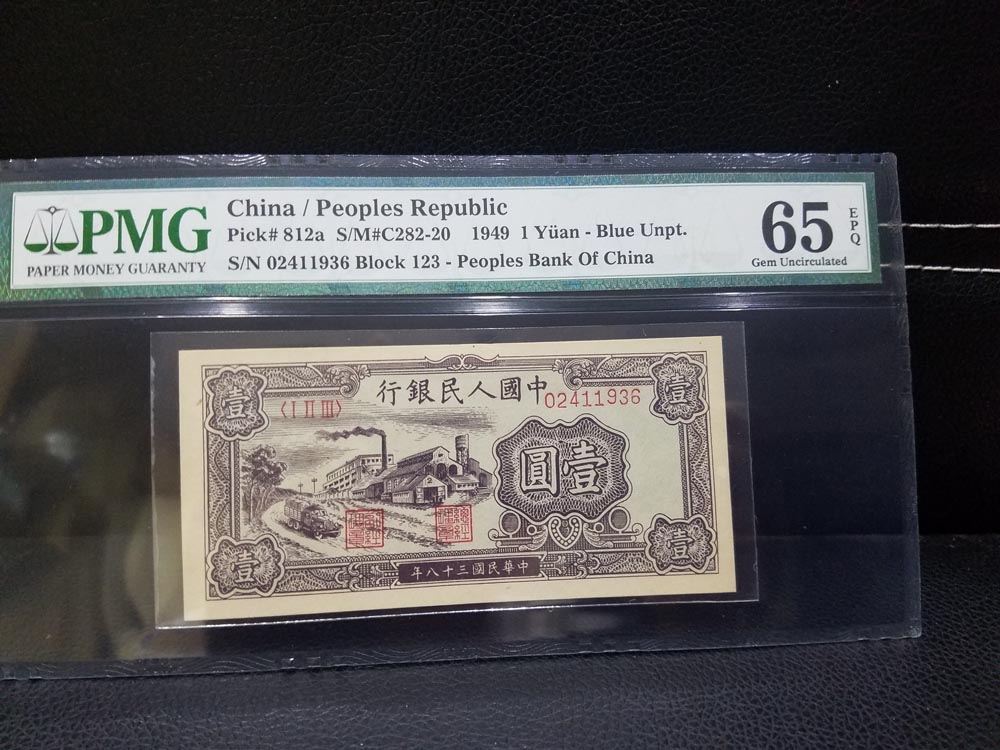 PMG
PAPER MONEY GUARANTY
China / Peoples Republic
Pick# 812a S/M#C282-20 1949 1 Yüan - Blue Unpt.
S/N 02411936 Block 123 - Peoples Bank Of China
65
EPQ
Gem Uncirculated
中國人民銀行
壹
壹
〈I II III〉
02411936
壹圓
壹
壹
中華民國三十八年